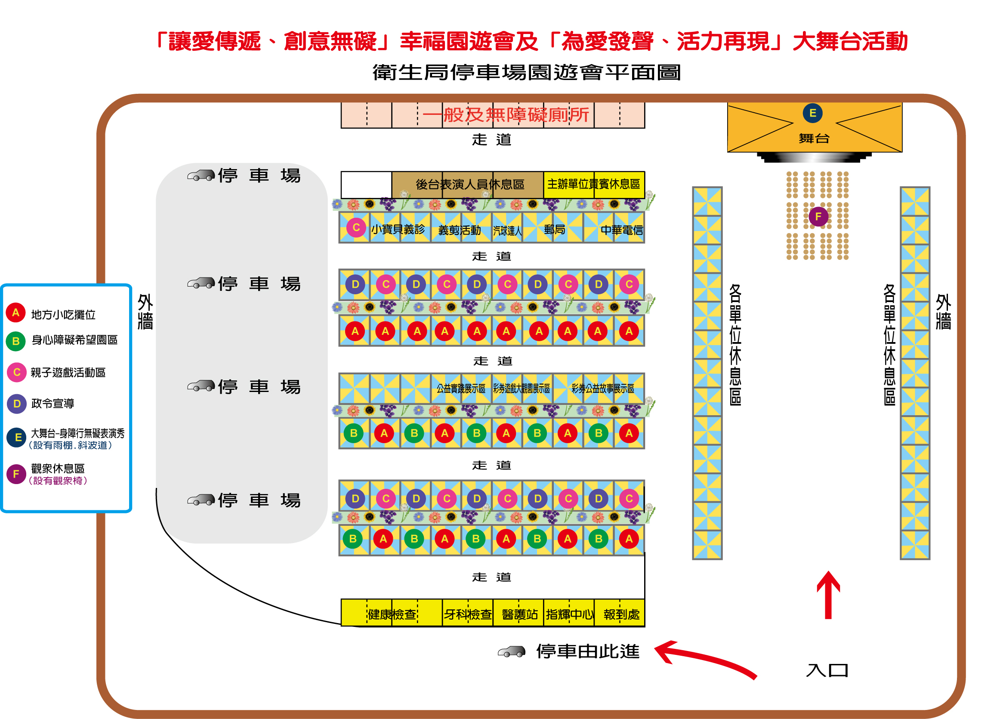 「讓愛傳遞、創意無礙」幸福園遊會及「為愛發聲、活力再現」大舞台活動
衛生局停車場園遊會平面圖
一般及無障礙廁所
E
舞台
走 道
停 車 場
後台表演人員休息區
主辦單位貴賓休息區
F
C
小寶貝義診
義剪活動
汽球達人
郵局
中華電信
走 道
停 車 場
D C D C D C D C D C
A A A A A A A A A A
外牆
各單位休息區
各單位休息區
外牆
走 道
停 車 場
公益實踐展示區
彩券遊戲大觀園展示區
彩券公益故事展示區
B A B A B A B A B A
走 道
停 車 場
D C D C D C D C D C
B A B A B A B A B A
走 道
健康檢查
牙科檢查
醫護站
指輝中心
報到處
停車由此進
入口
A 地方小吃攤位
B 身心障礙希望園區
C 親子遊戲活動區
D 政令宣導
E 大舞台-身障行無礙表演秀
(設有雨棚.斜波道)
F 觀眾休息區
(設有觀眾椅)